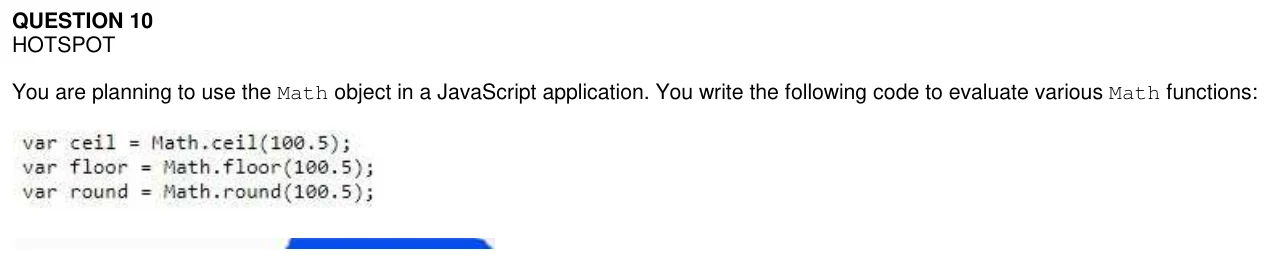 QUESTION 10
HOTSPOT
You are planning to use the Math object in a JavaScript application. You write the following code to evaluate various Math functions:
var ceil = Math.ceil(100.5);
var floor = Math.floor(100.5);
var round = Math.round(100.5);